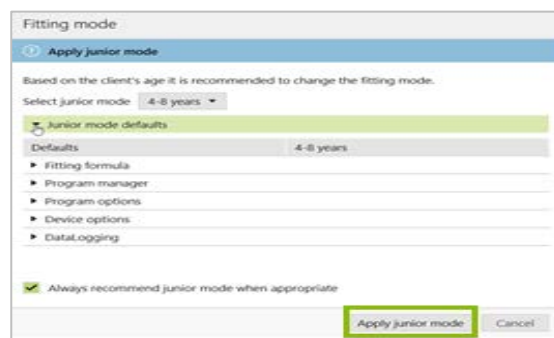 Fitting mode
Apply junior mode
Based on the client's age it is recommended to change the fitting mode.
Select junior mode 4-8 years
Junior mode defaults
Defaults 4-8 years
Fitting formula
Program manager
Program options
Device options
DataLogging
Always recommend junior mode when appropriate
Apply junior mode Cancel